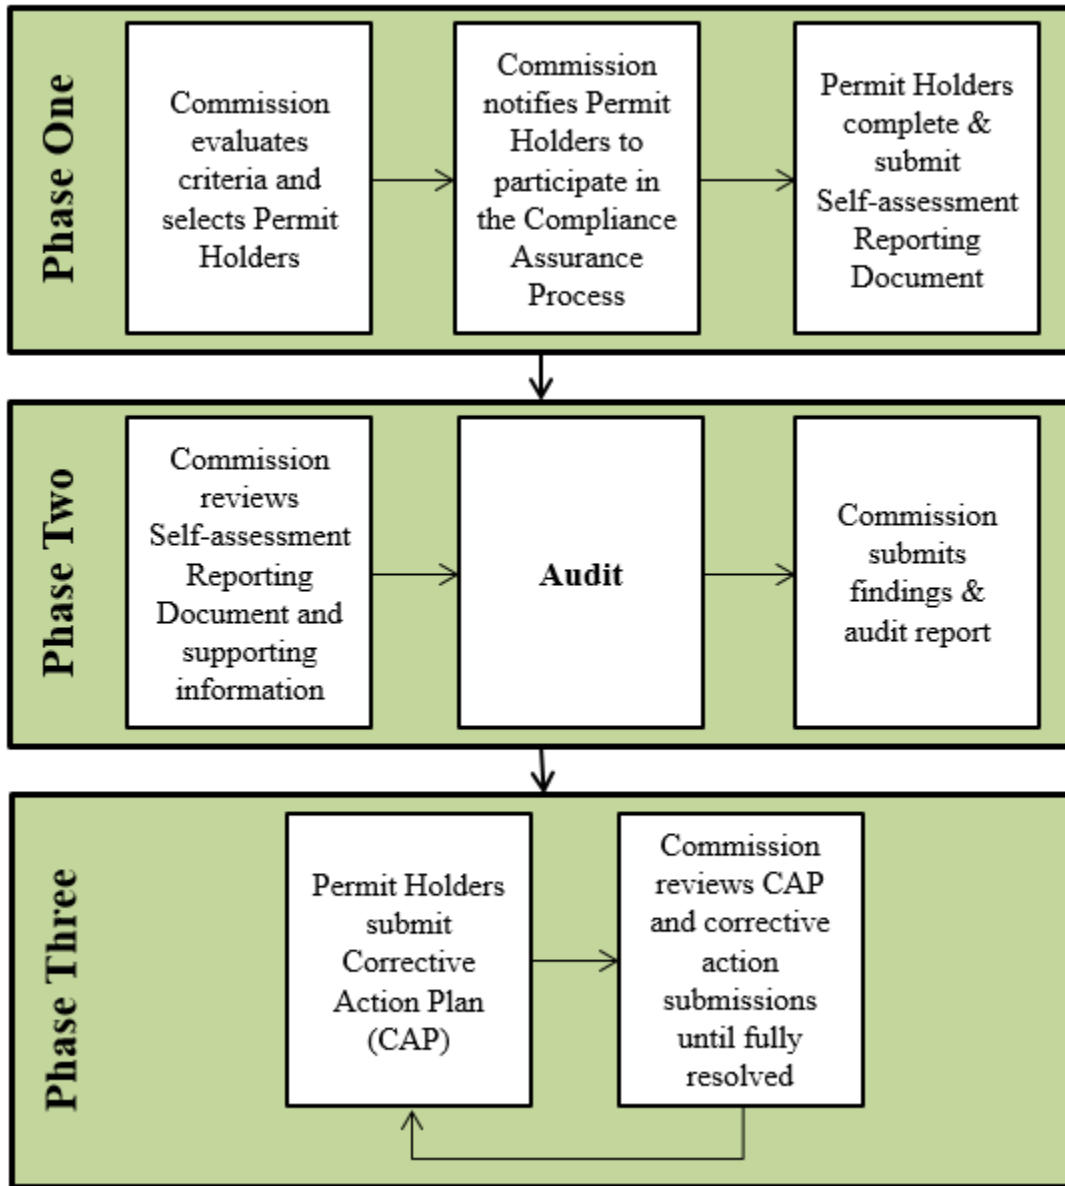 Phase One
Commission
evaluates
criteria and
selects Permit
Holders
Commission
notifies Permit
Holders to
participate in
the Compliance
Assurance
Process
Permit Holders
complete &
submit
Self-assessment
Reporting
Document
Phase Two
Commission
reviews
Self-assessment
Reporting
Document and
supporting
information
Audit
Commission
submits
findings &
audit report
Phase Three
Permit Holders
submit
Corrective
Action Plan
(CAP)
Commission
reviews CAP
and corrective
action
submissions
until fully
resolved